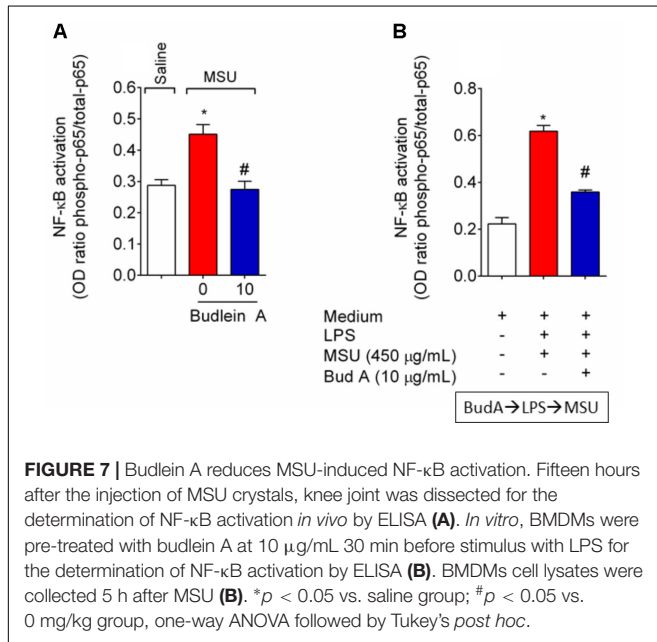 A
B
Saline
MSU
NF-κB activation
(OD ratio phospho-p65/total-p65)
0.6
0.5
0.4
0.3
0.2
0.1
0.0
*
#
0 10
Budlein A
NF-κB activation
(OD ratio phospho-p65/total-p65)
0.8
0.6
0.4
0.2
0.0
*
#
Medium + + +
LPS - + +
MSU (450 μg/mL) - + +
Bud A (10 μg/mL) - - +
BudA→LPS→MSU
FIGURE 7 | Budlein A reduces MSU-induced NF-κB activation. Fifteen hours
after the injection of MSU crystals, knee joint was dissected for the
determination of NF-κB activation in vivo by ELISA (A). In vitro, BMDMs were
pre-treated with budlein A at 10 μg/mL 30 min before stimulus with LPS for
the determination of NF-κB activation by ELISA (B). BMDMs cell lysates were
collected 5 h after MSU (B). *p < 0.05 vs. saline group; #p < 0.05 vs.
0 mg/kg group, one-way ANOVA followed by Tukey's post hoc.